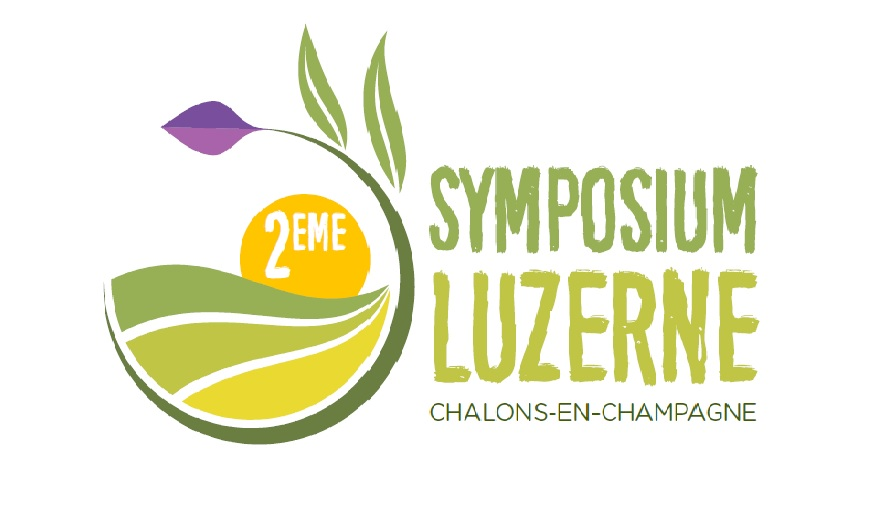 2EME
SYMPOSIUM
LUZERNE
CHALONS-EN-CHAMPAGNE